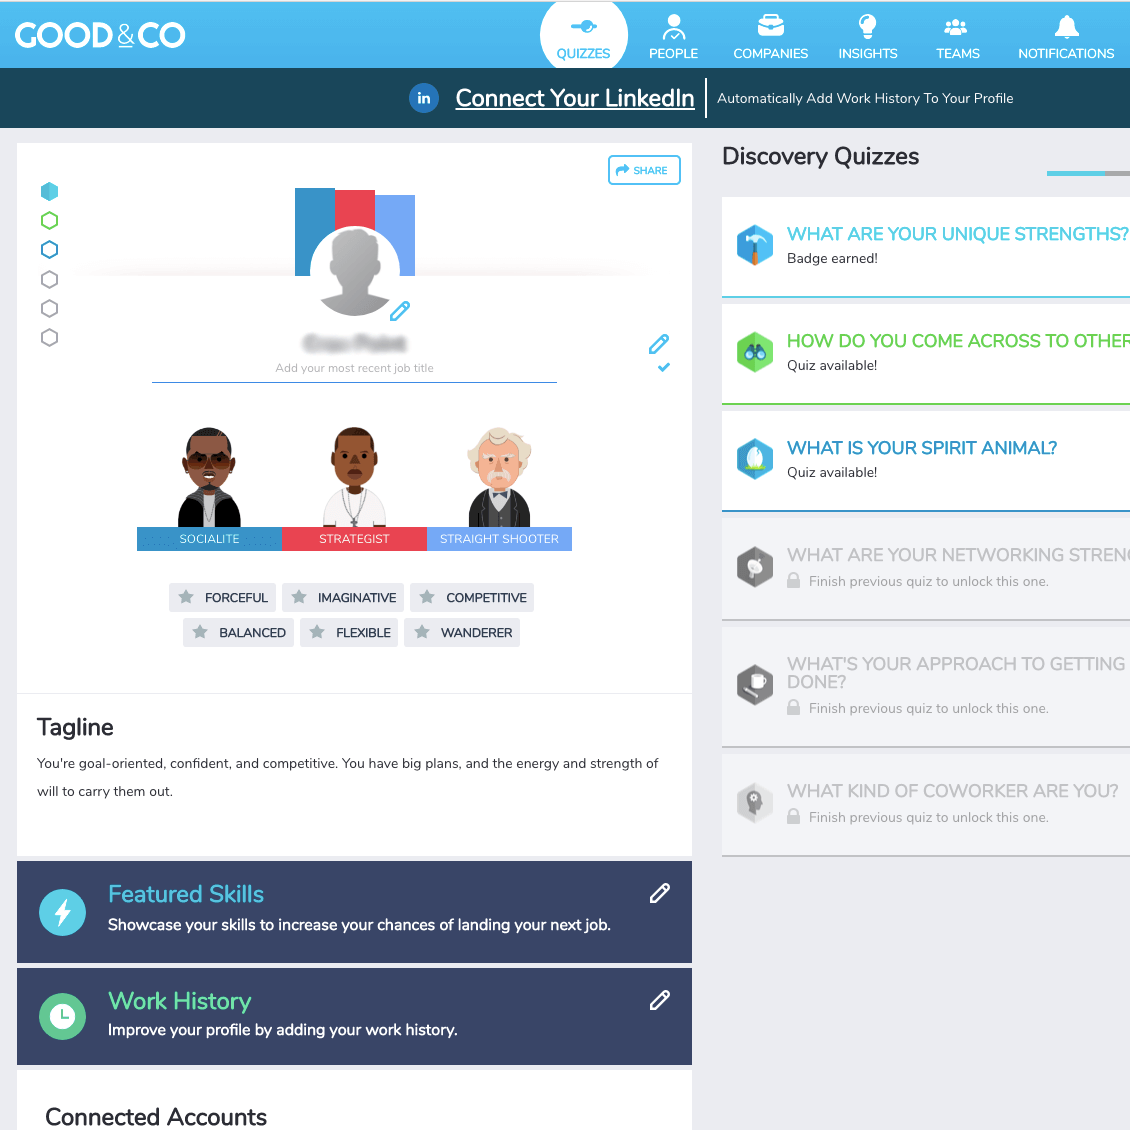 GOOD&CO
QUIZZES
PEOPLE
COMPANIES
INSIGHTS
TEAMS
NOTIFICATIONS
in
Connect Your LinkedIn
Automatically Add Work History To Your Profile
SHARE
Add your most recent job title
SOCIALITE
STRATEGIST
STRAIGHT SHOOTER
FORCEFUL
IMAGINATIVE
COMPETITIVE
BALANCED
FLEXIBLE
WANDERER
Tagline
You're goal-oriented, confident, and competitive. You have big plans, and the energy and strength of
will to carry them out.
Featured Skills
Showcase your skills to increase your chances of landing your next job.
Work History
Improve your profile by adding your work history.
Connected Accounts
Discovery Quizzes
WHAT ARE YOUR UNIQUE STRENGTHS?
Badge earned!
HOW DO YOU COME ACROSS TO OTHER
Quiz available!
WHAT IS YOUR SPIRIT ANIMAL?
Quiz available!
WHAT ARE YOUR NETWORKING STREN
Finish previous quiz to unlock this one.
WHAT'S YOUR APPROACH TO GETTING
DONE?
Finish previous quiz to unlock this one.
WHAT KIND OF COWORKER ARE YOU?
Finish previous quiz to unlock this one.